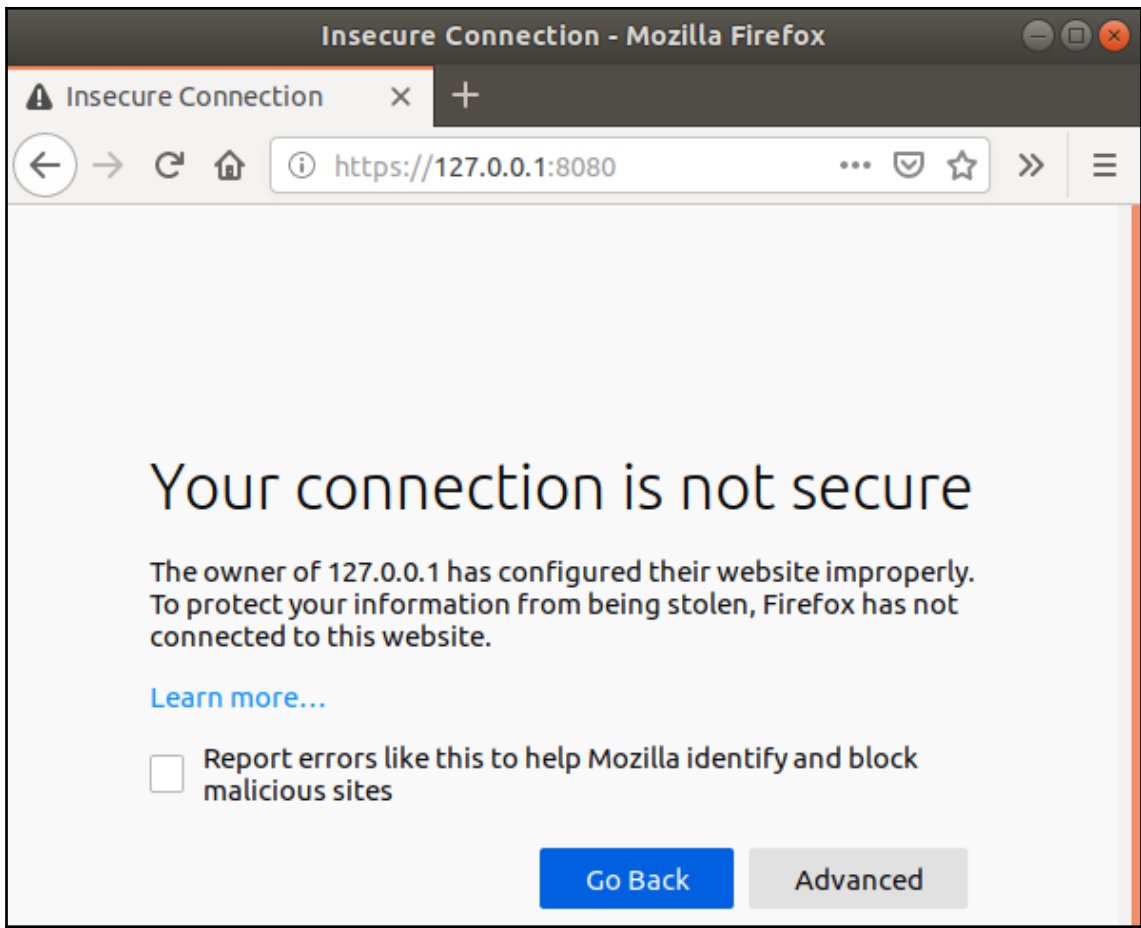 Insecure Connection - Mozilla Firefox
Insecure Connection
https://127.0.0.1:8080
Your connection is not secure
The owner of 127.0.0.1 has configured their website improperly.
To protect your information from being stolen, Firefox has not
connected to this website.
Learn more…
Report errors like this to help Mozilla identify and block
malicious sites
Go Back Advanced